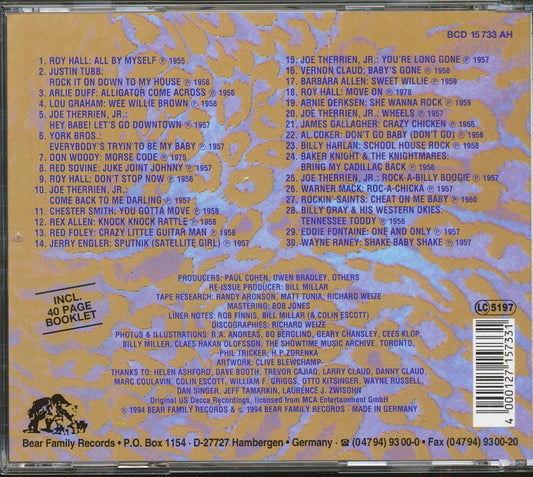 BCD 15 733 AH
1. ROY HALL: ALL BY MYSELF ℗ 1955
2. JUSTIN TUBB:
ROCK IT ON DOWN TO MY HOUSE ℗ 1958
3. ARLIE DUFF: ALLIGATOR COME ACROSS ℗ 1956
4. LOU GRAHAM: WEE WILLIE BROWN ℗ 1958
5. JOE THERRIEN, JR.:
HEY BABE! LET'S GO DOWNTOWN ℗ 1957
6. YORK BROS.:
EVERYBODY'S TRYIN'TO BE MY BABY ℗ 1957
7. DON WOODY: MORSE CODE ℗ 1975
8. RED SOVINE: JUKE JOINT JOHNNY ℗ 1957
9. ROY HALL: DON'T STOP NOW ℗ 1956
10. JOE THERRIEN, JR.:
COME BACK TO ME DARLING ℗ 1957
11. CHESTER SMITH: YOU GOTTA MOVE ℗ 1958
12. REX ALLEN: KNOCK KNOCK RATTLE ℗ 1958
13. RED FOLEY: CRAZY LITTLE GUITAR MAN ℗ 1958
14. JERRY ENGLER: SPUTNIK (SATELLITE GIRL) ℗ 1957
15. JOE THERRIEN, JR.: YOU'RE LONG GONE ℗ 1957
16. VERNON CLAUD: BABY'S GONE ℗ 1958
17. BARBARA ALLEN: SWEET WILLIE ℗ 1959
18. ROY HALL: MOVE ON ℗ 1978
19. ARNIE DERKSEN: SHE WANNA ROCK ℗ 1959
20. JOE THERRIEN, JR.: WHEELS ℗ 1957
21. JAMES GALLAGHER: CRAZY CHICKEN ℗ 1960
22. AL COKER: DON'T GO BABY (DON'T GO) ℗ 1956
23. BILLY HARLAN: SCHOOL HOUSE ROCK ℗ 1958
24. BAKER KNIGHT & THE KNIGHTMARES:
BRING MY CADILLAC BACK ℗ 1956
25. JOE THERRIEN, JR.: ROCK-A-BILLY BOOGIE ℗ 1957
26. WARNER MACK: ROC-A-CHICKA ℗ 1956
27. ROCKIN' SAINTS: CHEAT ON ME BABY ℗ 1960
28. BILLY GRAY & HIS WESTERN OKIES:
TENNESSEE TODDY ℗ 1956
29. EDDIE FONTAINE: ONE AND ONLY ℗ 1957
30. WAYNE RANEY: SHAKE BABY SHAKE ℗ 1957
INCL.
40 PAGE
BOOKLET
PRODUCERS: PAUL COHEN, OWEN BRADLEY, OTHERS
RE-ISSUE PRODUCER: BILL MILLAR
TAPE RESEARCH: RANDY ARONSON, MATT TUNIA, RICHARD WEIZE
MASTERING: BOB JONES
LINER NOTES: ROB FINNIS, BILL MILLAR (& COLIN ESCOTT)
DISCOGRAPHIES: RICHARD WEIZE
PHOTOS & ILLUSTRATIONS: R.A. ANDREAS, BO BERGLIND, GEARY CHANSLEY, CEES KLOP,
BILLY MILLER, CLAES RAKAN OLOFSSON, THE SHOWTIME MUSIC ARCHIVE, TORONTO,
PHIL TRICKER, H.P. ZDRENKA
ARTWORK: CLIVE BLEWCHAMP
THANKS TO: HELEN ASHFORD, DAVE BOOTH, TREVOR CAJIAO, LARRY CLAUD, DANNY CLAUD,
MARC COULAVIN, COLIN ESCOTT, WILLIAM F. GRIGGS, OTTO KITSINGER, WAYNE RUSSELL,
DAN SINGER, JEFF TAMARKIN, LAURENCE J. ZWISOHN
Original US Decca Recordings, licensed from MCA Entertainment GmbH
℗ 1994 BEAR FAMILY RECORDS & © 1994 BEAR FAMILY RECORDS - MADE IN GERMANY
LC 5197
4 000127 157331
Bear Family Records • P.O. Box 1154 · D-27727 Hambergen • Germany • ☎ (04794) 9300-0 • Fax (04794) 9300-20